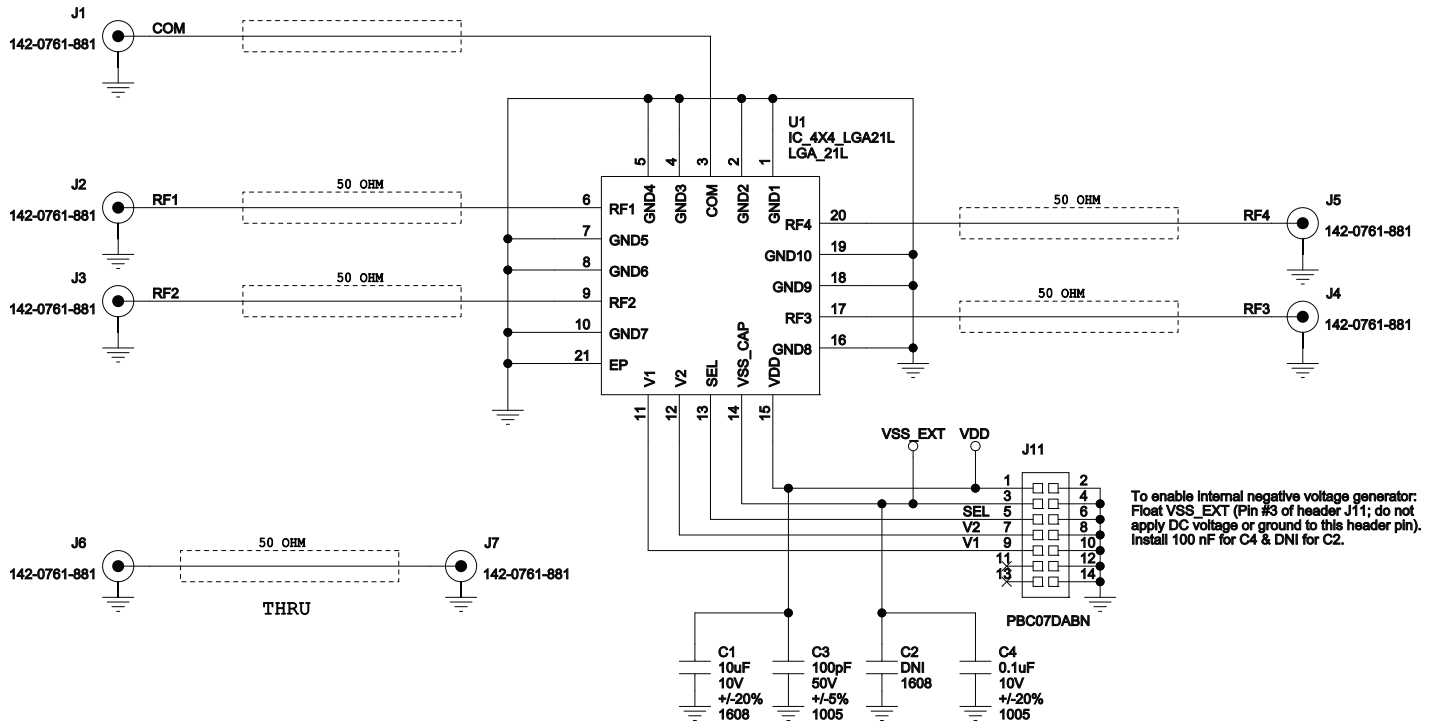 J1
142-0761-881
COM
U1
IC_4X4_LGA21L
LGA_21L
5
4
3
2
1
GND4
GND3
COM
GND2
GND1
J2
142-0761-881
RF1
50 OHM
6
RF1
7
GND5
8
GND6
J3
142-0761-881
RF2
50 OHM
9
RF2
10
GND7
21
EP
RF4
20
50 OHM
RF4
J5
142-0761-881
GND10
19
GND9
18
RF3
17
50 OHM
RF3
J4
142-0761-881
GND8
16
V1
V2
SEL
VSS_CAP
VDD
11
12
13
14
15
VSS_EXT
VDD
J11
1
2
3
4
SEL
5
6
V2
7
8
V1
9
10
11
12
13
14
PBC07DABN
To enable internal negative voltage generator:
Float VSS_EXT (Pin #3 of header J11; do not
apply DC voltage or ground to this header pin).
Install 100 nF for C4 & DNI for C2.
J6
142-0761-881
50 OHM
THRU
J7
142-0761-881
C1
10uF
10V
+/-20%
1608
C3
100pF
50V
+/-5%
1005
C2
DNI
1608
C4
0.1uF
10V
+/-20%
1005